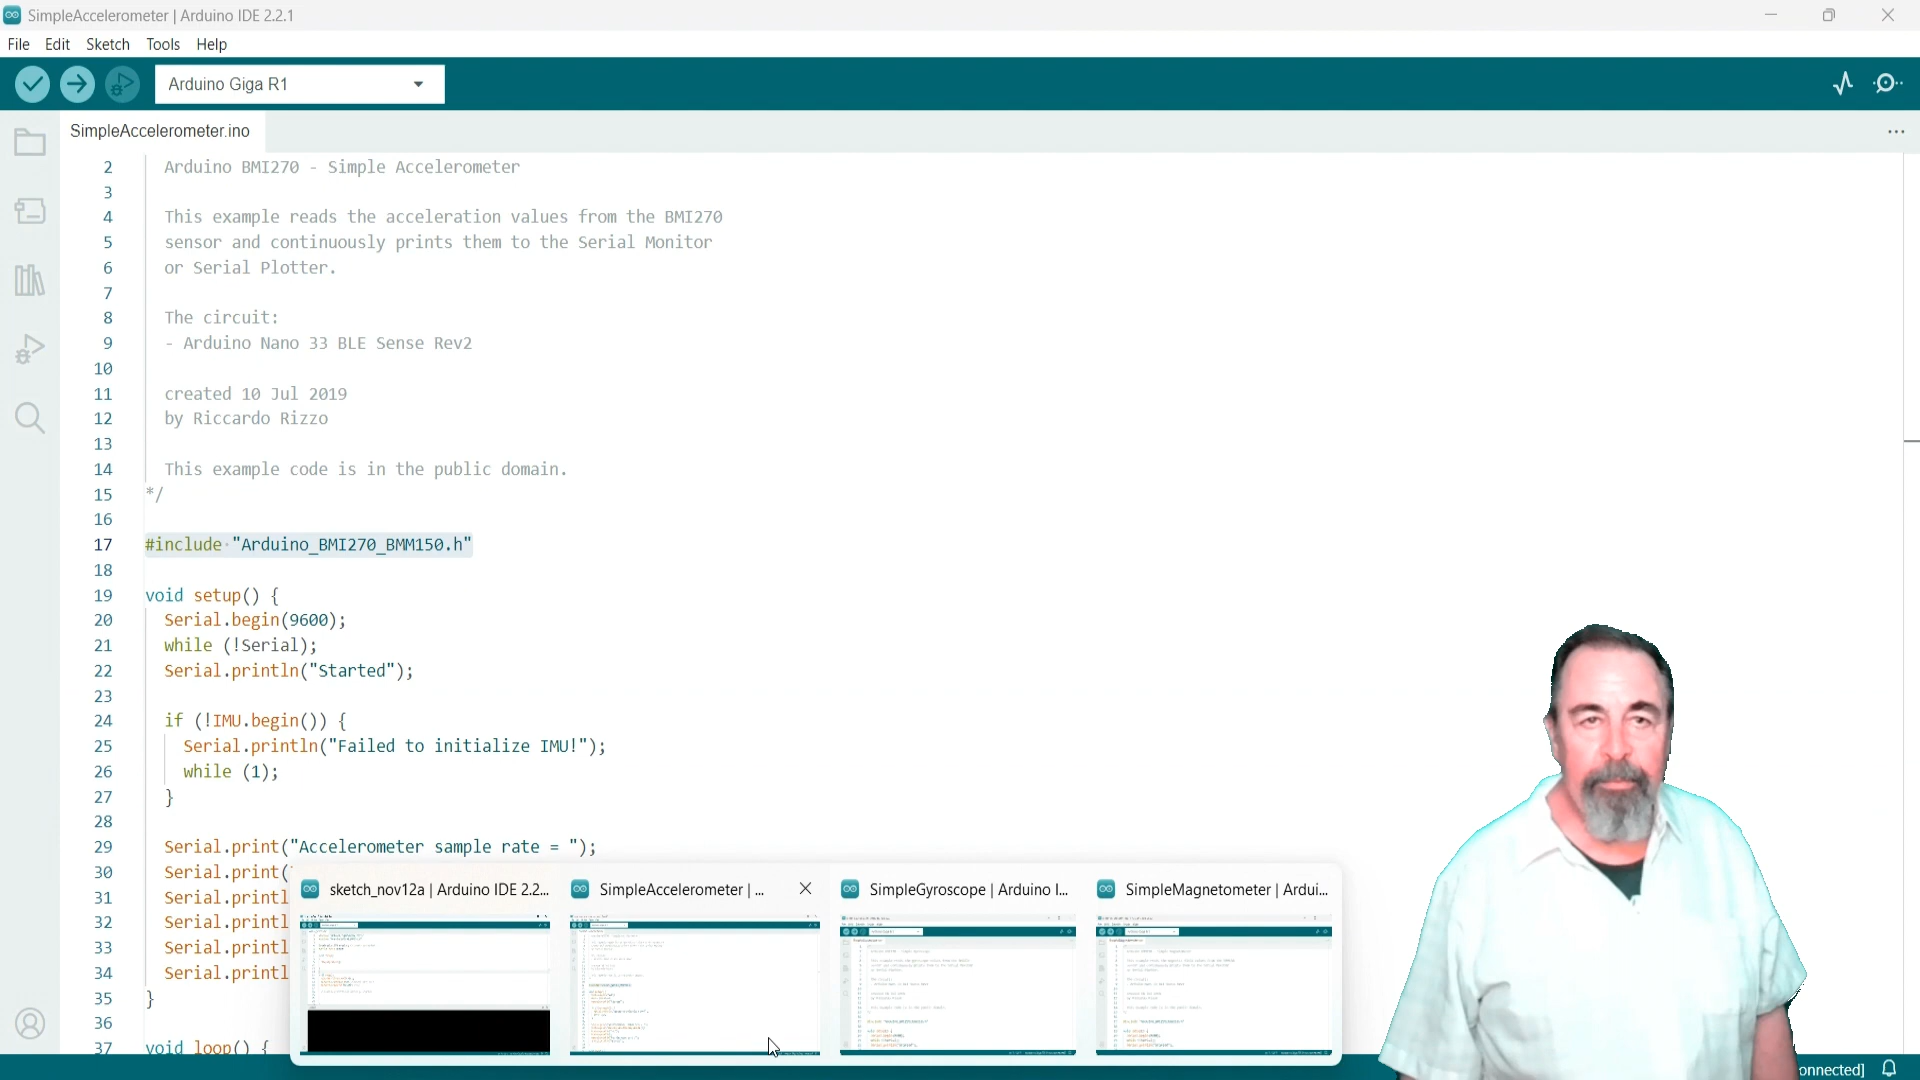 SimpleAccelerometer | Arduino IDE 2.2.1
File Edit Sketch Tools Help
Arduino Giga R1
SimpleAccelerometer.ino
2 Arduino BMI270 - Simple Accelerometer
3
4 This example reads the acceleration values from the BMI270
5 sensor and continuously prints them to the Serial Monitor
6 or Serial Plotter.
7
8 The circuit:
9 - Arduino Nano 33 BLE Sense Rev2
10
11 created 10 Jul 2019
12 by Riccardo Rizzo
13
14 This example code is in the public domain.
15 */
16
17 #include "Arduino_BMI270_BMM150.h"
18
19 void setup() {
20 Serial.begin(9600);
21 while (!Serial);
22 Serial.println("Started");
23
24 if (!IMU.begin()) {
25 Serial.println("Failed to initialize IMU!");
26 while (1);
27 }
28
29 Serial.print("Accelerometer sample rate = ");
30 Serial.print(
31 Serial.printl
32 Serial.printl
33 Serial.printl
34 Serial.printl
35 }
36
37 void loop() {
sketch_nov12a | Arduino IDE 2.2... SimpleAccelerometer | ... SimpleGyroscope | Arduino I... SimpleMagnetometer | Ardui...
onnected]